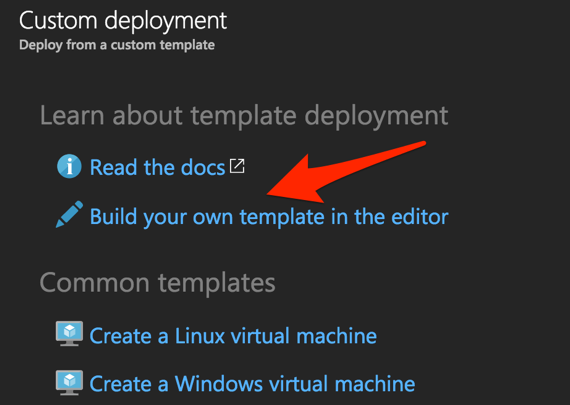 Custom deployment
Deploy from a custom template
Learn about template deployment
Read the docs
Build your own template in the editor
Common templates
Create a Linux virtual machine
Create a Windows virtual machine